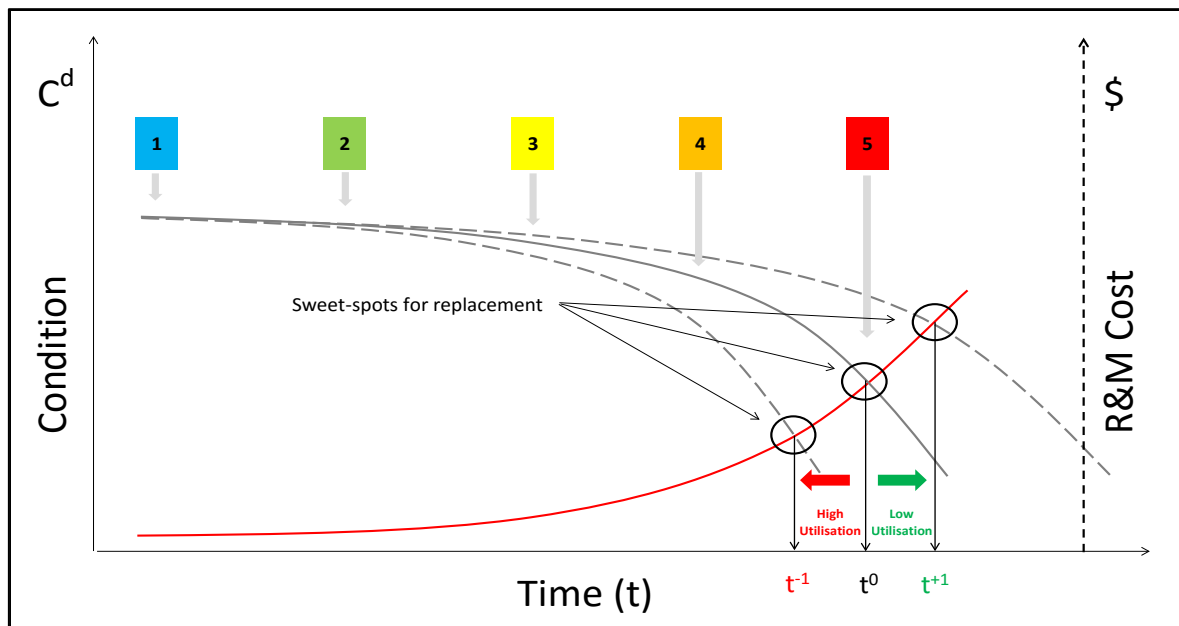 C^d
$
1
2
3
4
5
Condition
R&M Cost
Sweet-spots for replacement
High
Utilisation
Low
Utilisation
Time (t)
t^-1
t^0
t^+1